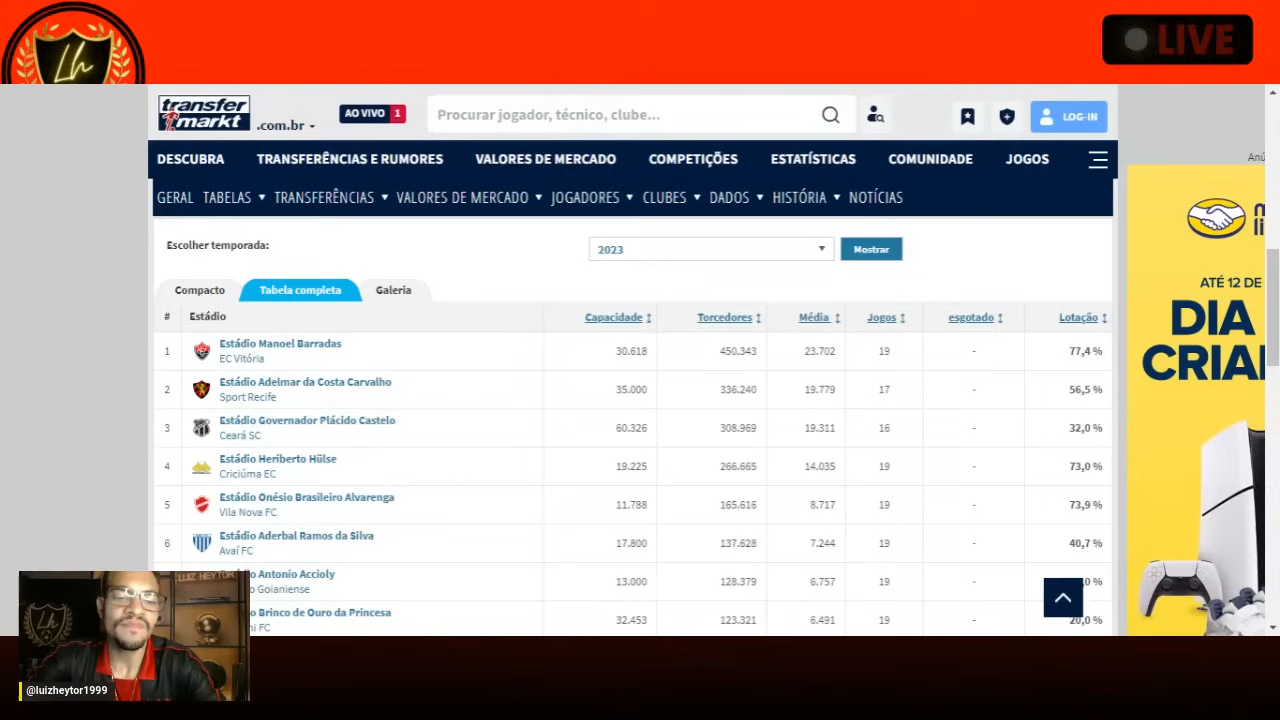 Lh
LIVE
transfer
markt
.com.br
AO VIVO 1
Procurar jogador, técnico, clube...
LOG-IN
DESCUBRA TRANSFERÊNCIAS E RUMORES VALORES DE MERCADO COMPETIÇÕES ESTATÍSTICAS COMUNIDADE JOGOS
GERAL TABELAS TRANSFERÊNCIAS VALORES DE MERCADO JOGADORES CLUBES DADOS HISTÓRIA NOTÍCIAS
Escolher temporada:
2023
Mostrar
Compacto Tabela completa Galeria
# Estádio Capacidade Torcedores Média Jogos esgotado Lotação
1 Estádio Manoel Barradas 30.618 450.343 23.702 19 - 77,4 %
EC Vitória
2 Estádio Adelmar da Costa Carvalho 35.000 336.240 19.779 17 - 56,5 %
Sport Recife
3 Estádio Governador Plácido Castelo 60.326 308.969 19.311 16 - 32,0 %
Ceará SC
4 Estádio Heriberto Hülse 19.225 266.665 14.035 19 - 73,0 %
Criciúma EC
5 Estádio Onésio Brasileiro Alvarenga 11.788 165.616 8.717 19 - 73,9 %
Vila Nova FC
6 Estádio Aderbal Ramos da Silva 17.800 137.628 7.244 19 - 40,7 %
Avaí FC
o Antonio Accioly 13.000 128.379 6.757 19 - ,0 %
o Goianiense
o Brinco de Ouro da Princesa 32.453 123.321 6.491 19 - 20,0 %
ni FC
ATÉ 12 DE
DIA
CRIA
LUIZ HEYTOR
Lh
@luizheytor1999